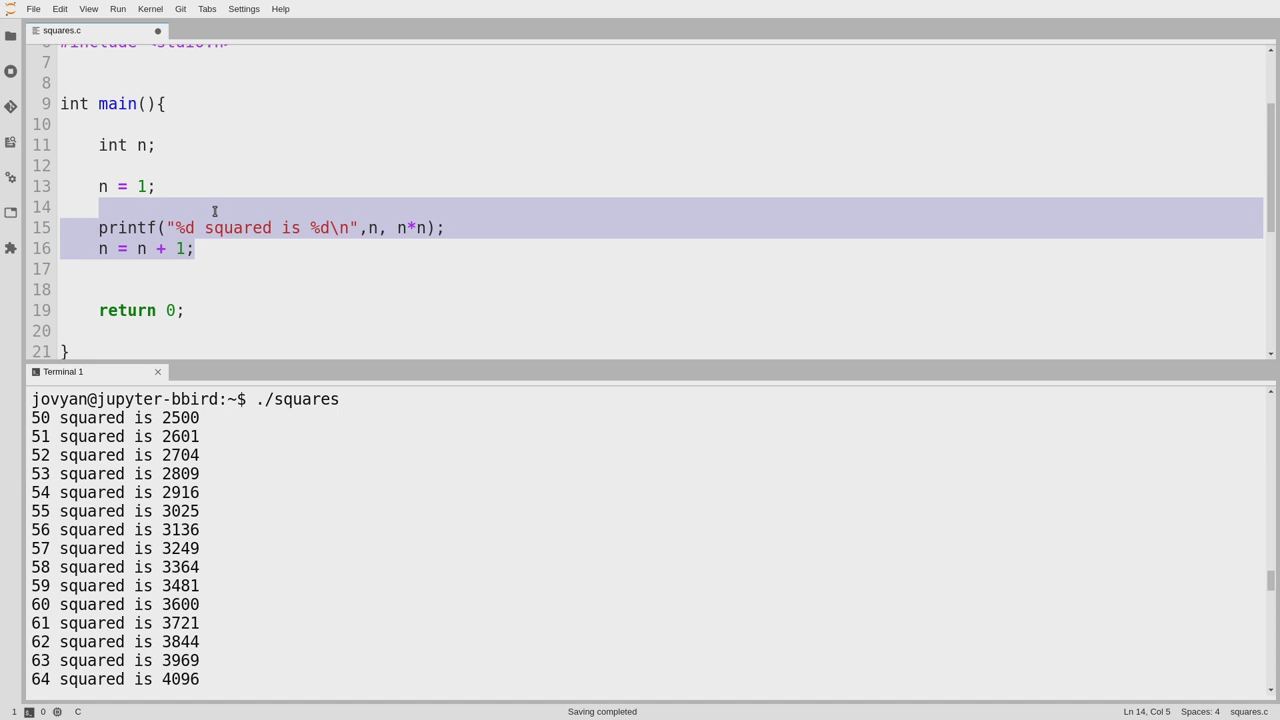 File Edit View Run Kernel Git Tabs Settings Help
squares.c
6 #include <stdio.h>
7
8
9 int main(){
10
11 int n;
12
13 n = 1;
14
15 printf("%d squared is %d\n",n, n*n);
16 n = n + 1;
17
18
19 return 0;
20
21 }
Terminal 1
jovyan@jupyter-bbird:~$ ./squares
50 squared is 2500
51 squared is 2601
52 squared is 2704
53 squared is 2809
54 squared is 2916
55 squared is 3025
56 squared is 3136
57 squared is 3249
58 squared is 3364
59 squared is 3481
60 squared is 3600
61 squared is 3721
62 squared is 3844
63 squared is 3969
64 squared is 4096
1 0 C Saving completed Ln 14, Col 5 Spaces: 4 squares.c